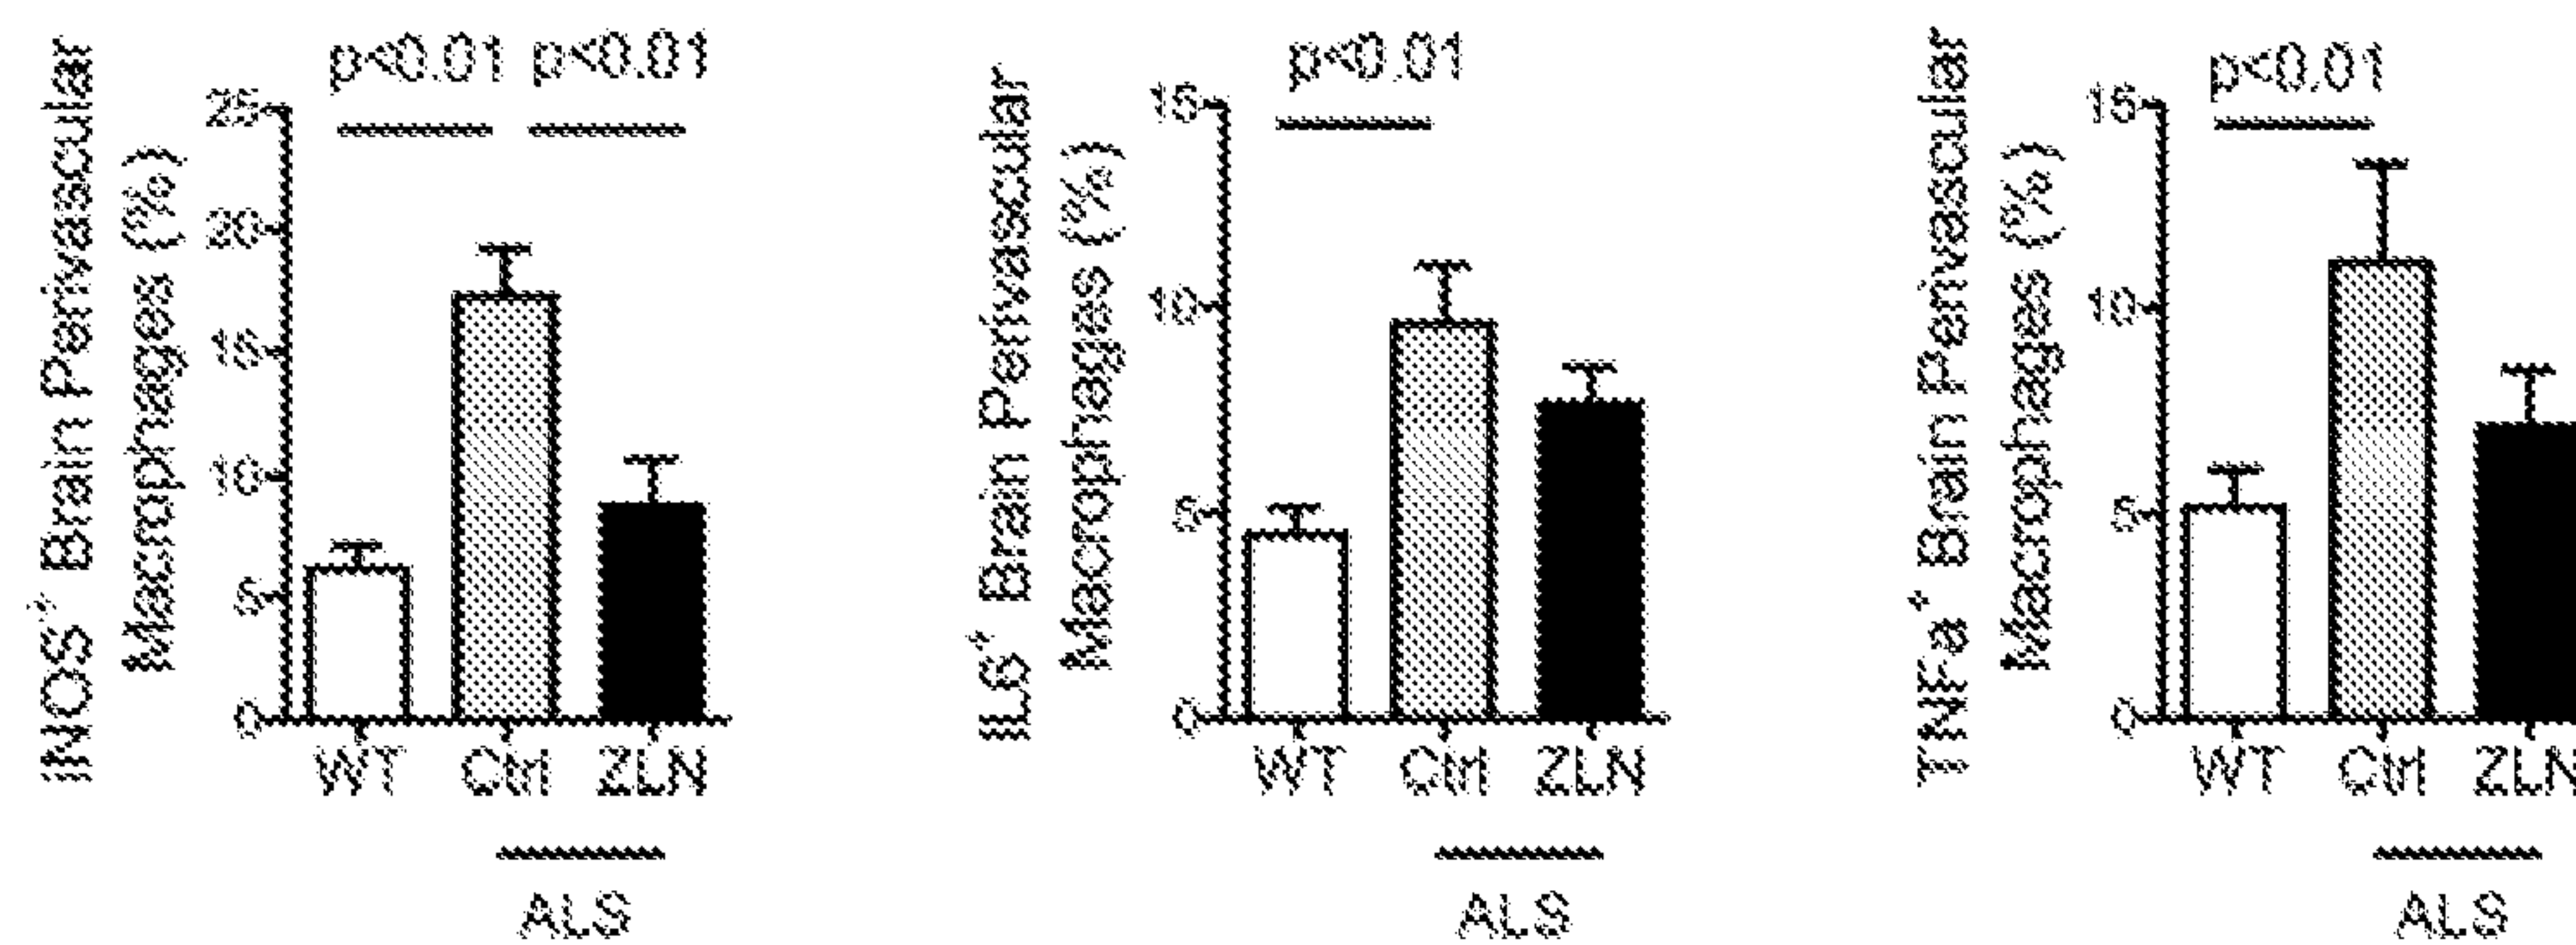 iNOS⁺ Brain Perivascular
Macrophages (%)
p<0.01 p<0.01
25
20
15
10
5
0
WT Ctrl ZLN
ALS
IL6⁺ Brain Perivascular
Macrophages (%)
p<0.01
15
10
5
0
WT Ctrl ZLN
ALS
TNFa⁺ Brain Perivascular
Macrophages (%)
p<0.01
15
10
5
0
WT Ctrl ZLN
ALS